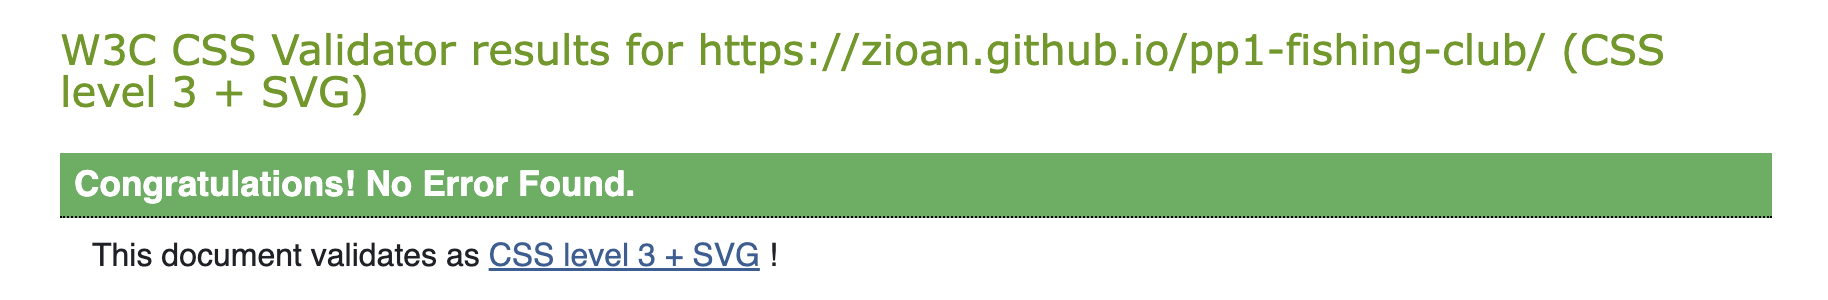 W3C CSS Validator results for https://zioan.github.io/pp1-fishing-club/ (CSS
level 3 + SVG)
Congratulations! No Error Found.
This document validates as CSS level 3 + SVG !